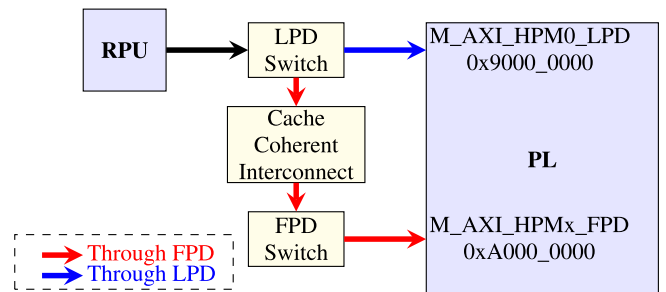 RPU
LPD
Switch
M_AXI_HPM0_LPD
0x9000_0000
Cache
Coherent
Interconnect
PL
FPD
Switch
M_AXI_HPMx_FPD
0xA000_0000
Through FPD
Through LPD